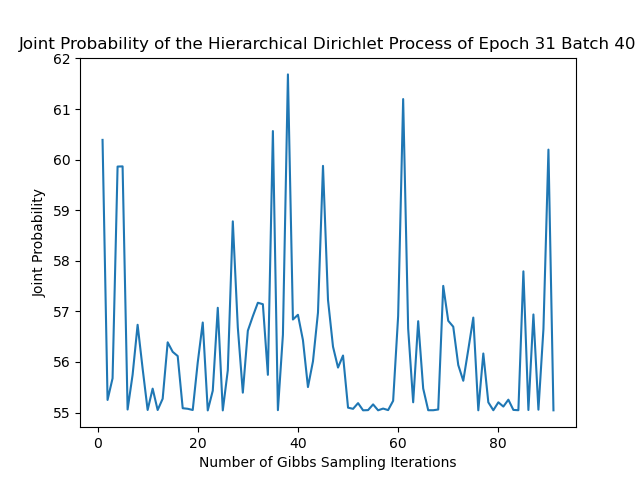 Joint Probability of the Hierarchical Dirichlet Process of Epoch 31 Batch 40
62
61
60
59
58
57
56
55
Joint Probability
0 20 40 60 80
Number of Gibbs Sampling Iterations